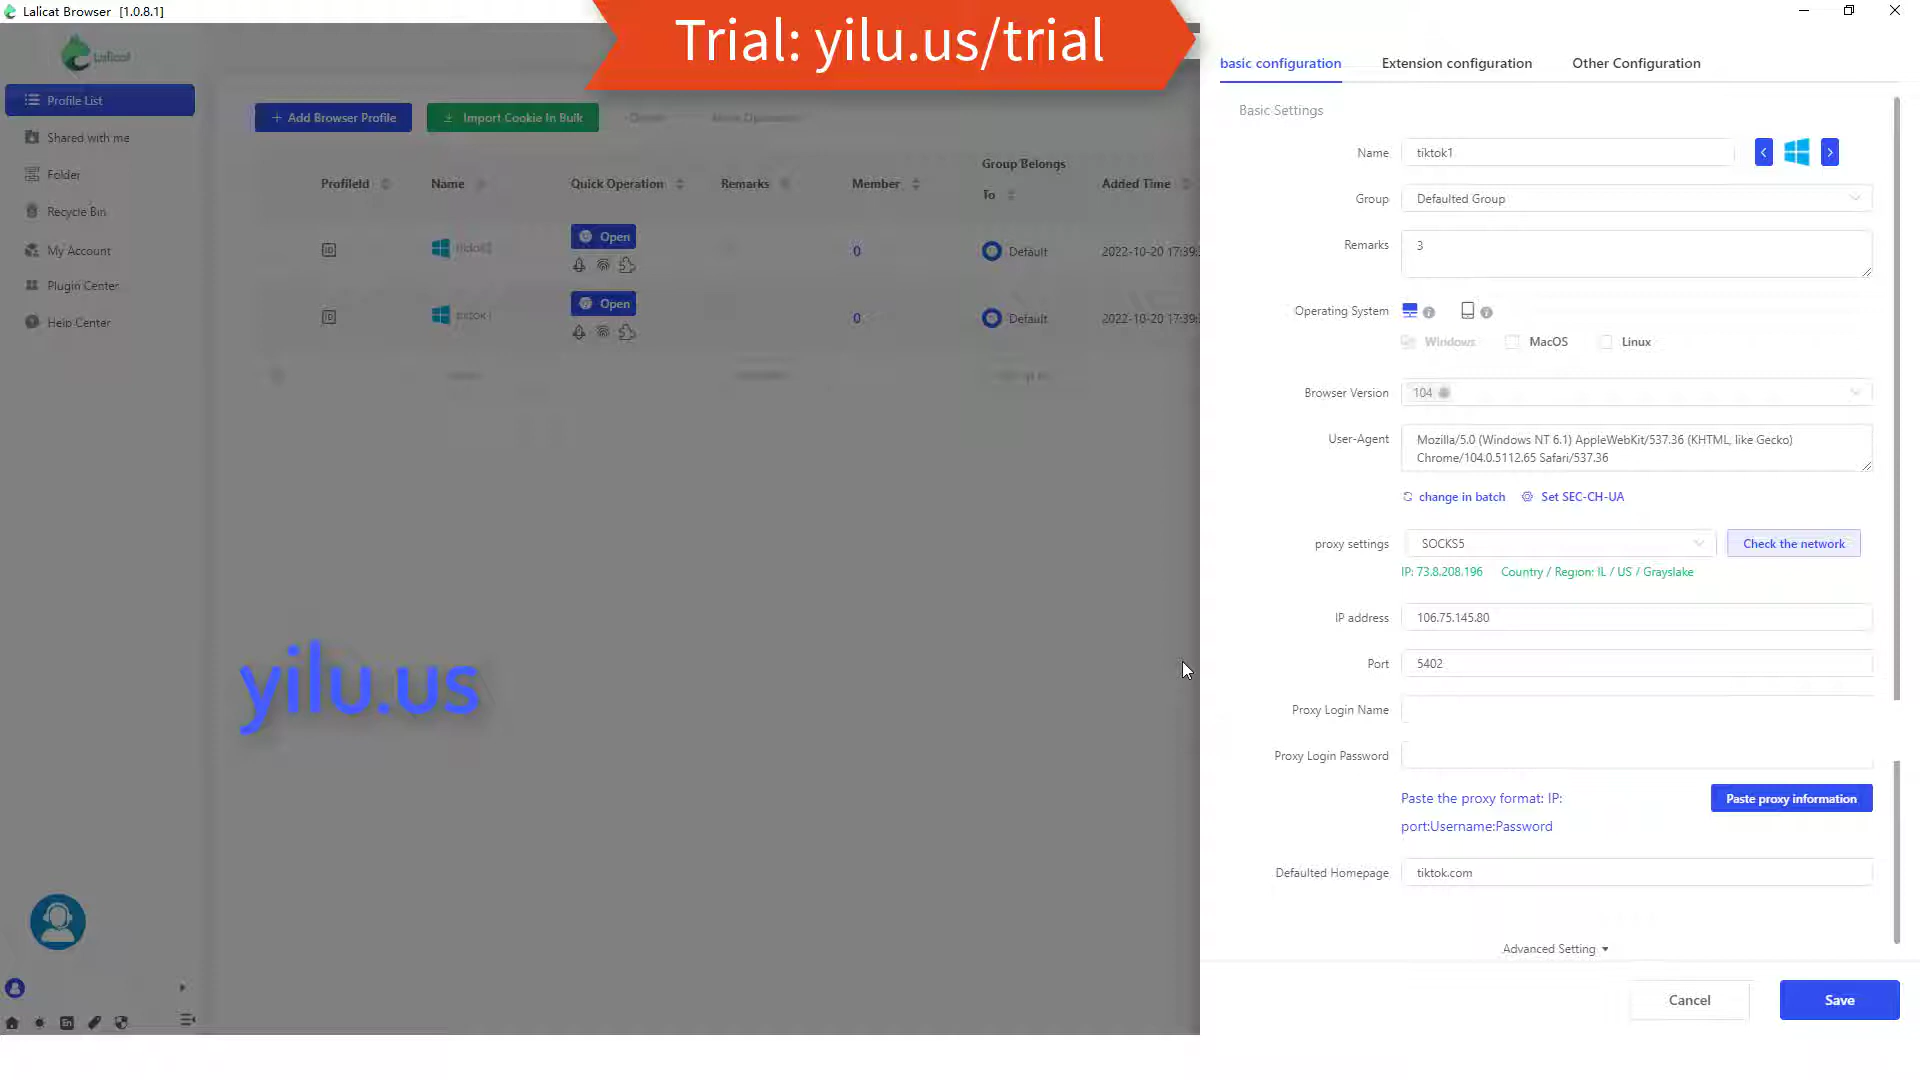 Lalicat Browser [1.0.8.1]
Trial: yilu.us/trial
Lalicat
Profile List
Shared with me
Folder
Recycle Bin
My Account
Plugin Center
Help Center
+ Add Browser Profile
Import Cookie In Bulk
ProfileId
Name
Quick Operation
Remarks
Member
Group Belongs
To
Added Time
Open
0
Default
2022-10-20 17:39:
Open
0
Default
2022-10-20 17:39:
yilu.us
En
basic configuration
Extension configuration
Other Configuration
Basic Settings
Name
tiktok1
Group
Defaulted Group
Remarks
3
Operating System
Windows
MacOS
Linux
Browser Version
104
User-Agent
Mozilla/5.0 (Windows NT 6.1) AppleWebKit/537.36 (KHTML, like Gecko)
Chrome/104.0.5112.65 Safari/537.36
change in batch
Set SEC-CH-UA
proxy settings
SOCKS5
Check the network
IP: 73.8.208.196
Country / Region: IL / US / Grayslake
IP address
106.75.145.80
Port
5402
Proxy Login Name
Proxy Login Password
Paste the proxy format: IP:
port:Username:Password
Paste proxy information
Defaulted Homepage
tiktok.com
Advanced Setting
Cancel
Save